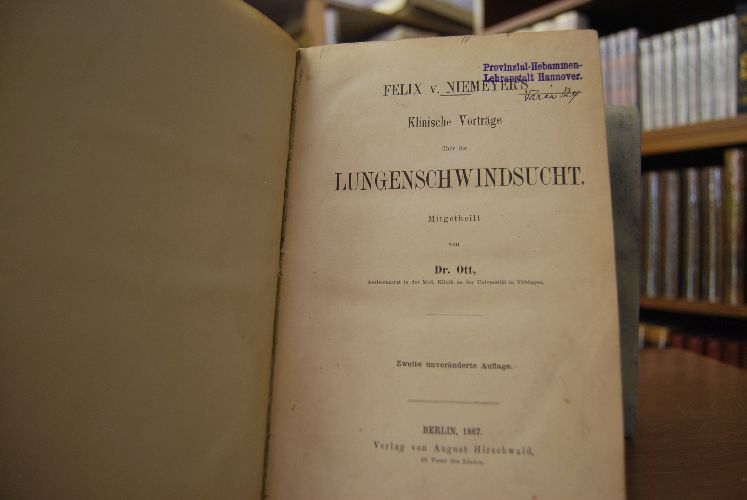 Provinzial-Hebammen-
Lehranstalt Hannover.
FELIX v. NIEMEYER'S
Klinische Vorträge
über die
LUNGENSCHWINDSUCHT.
Mitgetheilt
von
Dr. Ott,
Assistenzarzt in der Med. Klinik an der Universität in Tübingen.
Zweite unveränderte Auflage.
BERLIN, 1867.
Verlag von August Hirschwald,
68. Unter den Linden.